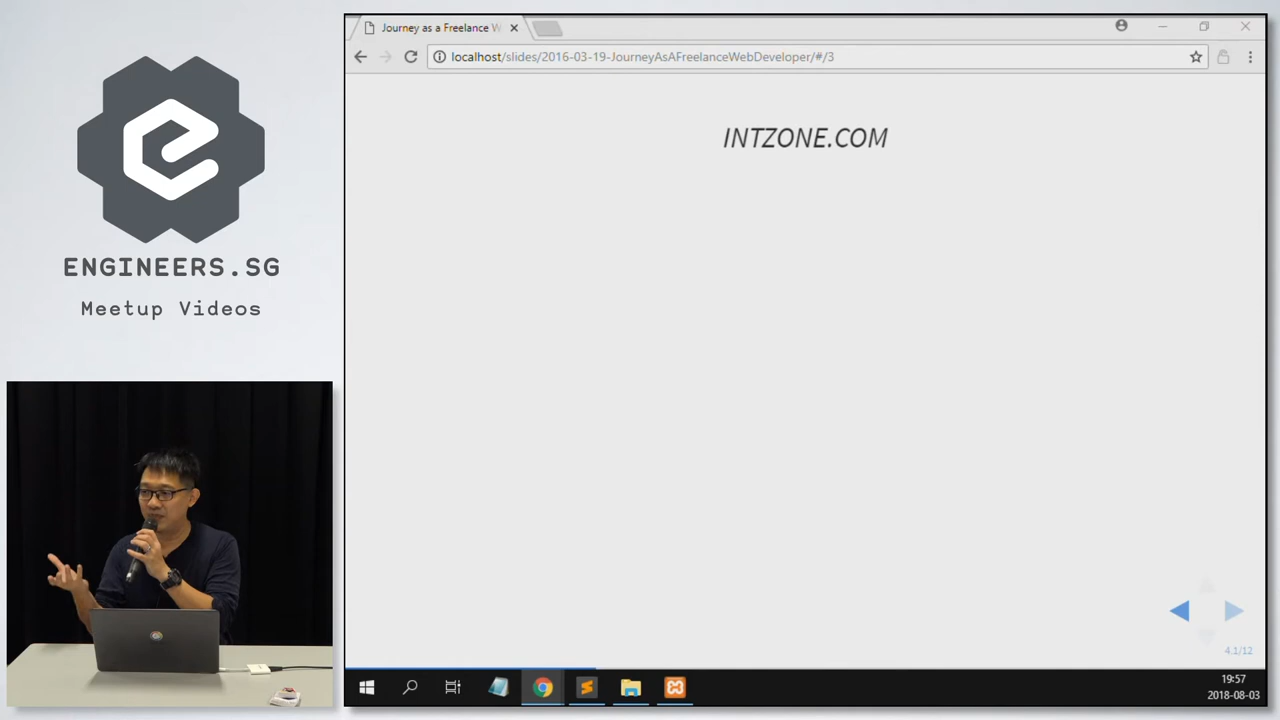 ENGINEERS.SG
Meetup Videos
Journey as a Freelance W
localhost/slides/2016-03-19-JourneyAsAFreelanceWebDeveloper/#/3
INTZONE.COM
4.1/12
19:57
2018-08-03